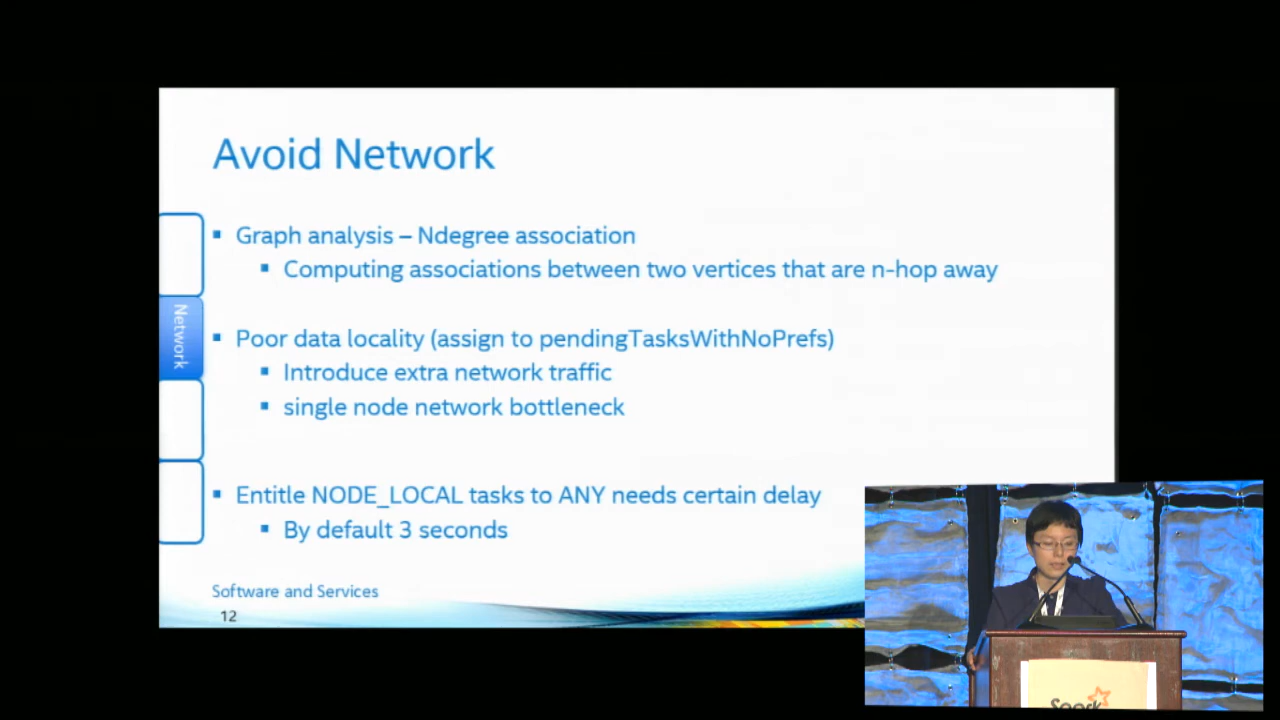 Avoid Network
Graph analysis – Ndegree association
Computing associations between two vertices that are n-hop away
Network
Poor data locality (assign to pendingTasksWithNoPrefs)
Introduce extra network traffic
single node network bottleneck
Entitle NODE_LOCAL tasks to ANY needs certain delay
By default 3 seconds
Software and Services
12
Spark